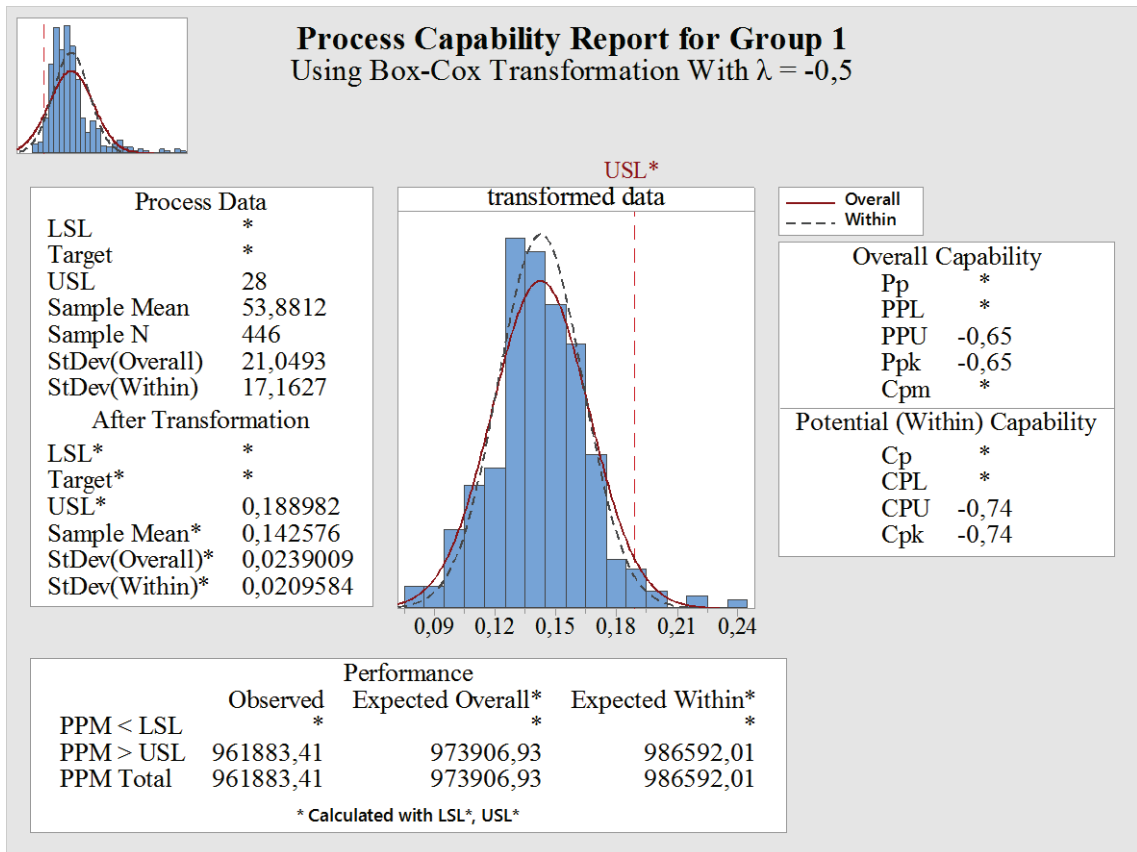 Process Capability Report for Group 1
Using Box-Cox Transformation With λ = -0,5
Process Data
LSL *
Target *
USL 28
Sample Mean 53,8812
Sample N 446
StDev(Overall) 21,0493
StDev(Within) 17,1627
After Transformation
LSL* *
Target* *
USL* 0,188982
Sample Mean* 0,142576
StDev(Overall)* 0,0239009
StDev(Within)* 0,0209584
USL*
transformed data
0,09 0,12 0,15 0,18 0,21 0,24
Overall
Within
Overall Capability
Pp *
PPL *
PPU -0,65
Ppk -0,65
Cpm *
Potential (Within) Capability
Cp *
CPL *
CPU -0,74
Cpk -0,74
Performance
Observed Expected Overall* Expected Within*
PPM < LSL * * *
PPM > USL 961883,41 973906,93 986592,01
PPM Total 961883,41 973906,93 986592,01
* Calculated with LSL*, USL*